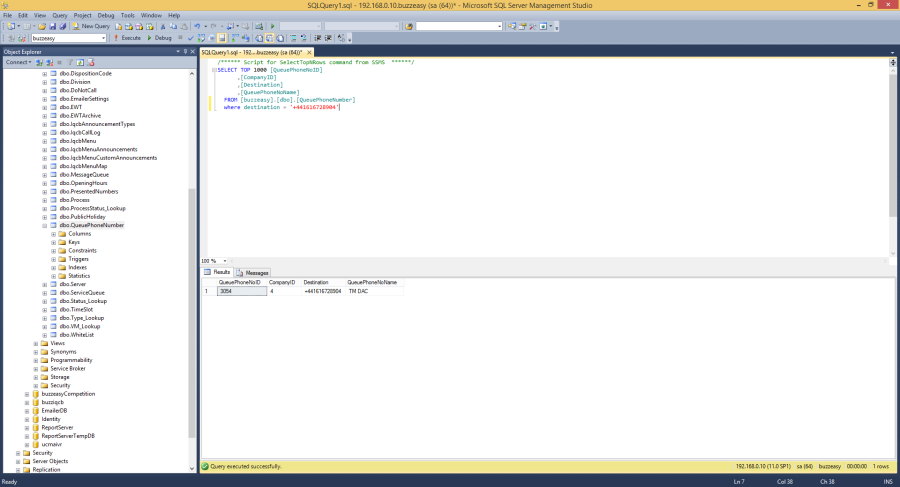 SQLQuery1.sql - 192.168.0.10.buzzeasy (sa (64))* - Microsoft SQL Server Management Studio
File Edit View Query Project Debug Tools Window Help
New Query
buzzeasy Execute Debug
Object Explorer
Connect
dbo.DispositionCode
dbo.Division
dbo.DoNotCall
dbo.EmailerSettings
dbo.EWT
dbo.EWTArchive
dbo.IqcbAnnouncementTypes
dbo.IqcbCallLog
dbo.IqcbMenu
dbo.IqcbMenuAnnouncements
dbo.IqcbMenuCustomAnnouncements
dbo.IqcbMenuMap
dbo.MessageQueue
dbo.OpeningHours
dbo.PresentedNumbers
dbo.Process
dbo.ProcessStatus_Lookup
dbo.PublicHoliday
dbo.QueuePhoneNumber
Columns
Keys
Constraints
Triggers
Indexes
Statistics
dbo.Server
dbo.ServiceQueue
dbo.Status_Lookup
dbo.TimeSlot
dbo.Type_Lookup
dbo.VM_Lookup
dbo.WhiteList
Views
Synonyms
Programmability
Service Broker
Storage
Security
buzzeasyCompetition
buzziqcb
EmailerDB
Identity
ReportServer
ReportServerTempDB
ucmaivr
Security
Server Objects
Replication
SQLQuery1.sql - 192....buzzeasy (sa (64))*
/****** Script for SelectTopNRows command from SSMS ******/
SELECT TOP 1000 [QueuePhoneNoID]
,[CompanyID]
,[Destination]
,[QueuePhoneNoName]
FROM [buzzeasy].[dbo].[QueuePhoneNumber]
where destination = '+441616728904'
100 %
Results Messages
QueuePhoneNoID CompanyID Destination QueuePhoneNoName
1 3054 4 +441616728904 TM DAC
Query executed successfully. 192.168.0.10 (11.0 SP1) sa (64) buzzeasy 00:00:00 1 rows
Ready Ln 7 Col 38 Ch 38 INS